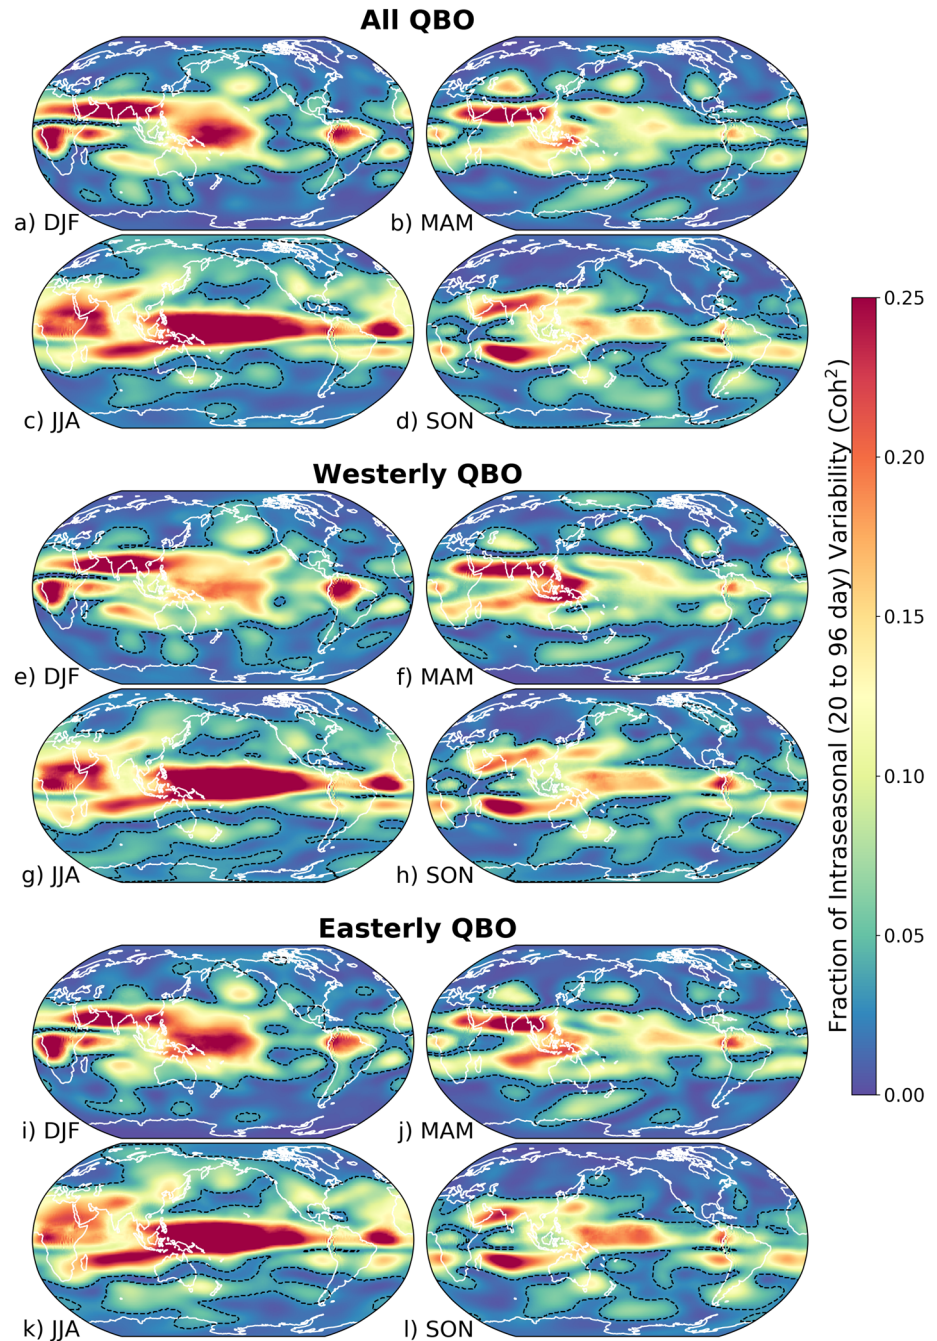 All QBO
a) DJF
b) MAM
c) JJA
d) SON
Westerly QBO
e) DJF
f) MAM
g) JJA
h) SON
Easterly QBO
i) DJF
j) MAM
k) JJA
l) SON
0.25
0.20
0.15
0.10
0.05
0.00
Fraction of Intraseasonal (20 to 96 day) Variability (Coh²)